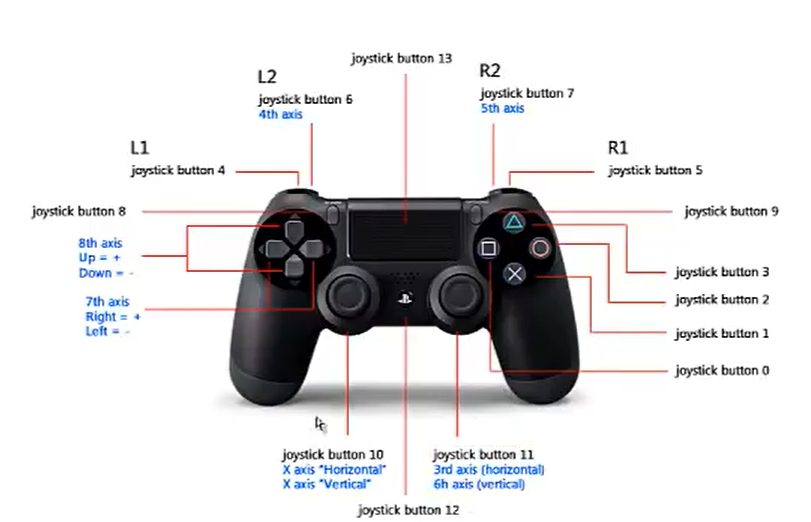 joystick button 13
L2
joystick button 6
4th axis
R2
joystick button 7
5th axis
L1
joystick button 4
R1
joystick button 5
joystick button 8
joystick button 9
8th axis
Up = +
Down = -
7th axis
Right = +
Left = -
joystick button 3
joystick button 2
joystick button 1
joystick button 0
joystick button 10
X axis "Horizontal"
X axis "Vertical"
joystick button 11
3rd axis (horizontal)
6h axis (vertical)
joystick button 12